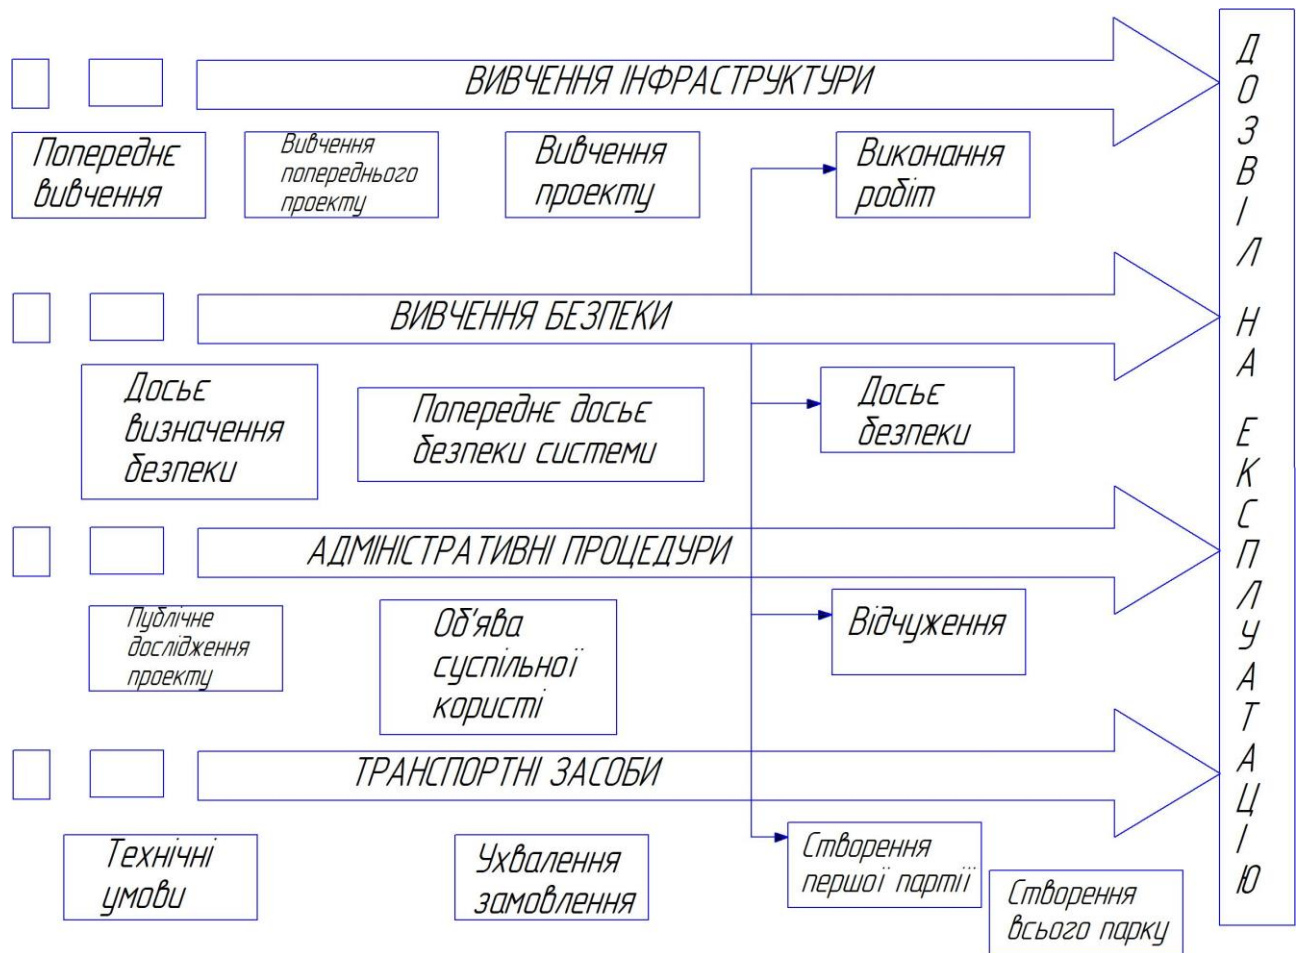 ВИВЧЕННЯ ІНФРАСТРУКТУРИ
Попереднє
вивчення
Вивчення
попереднього
проекту
Вивчення
проекту
Виконання
робіт
ВИВЧЕННЯ БЕЗПЕКИ
Досьє
визначення
безпеки
Попереднє досьє
безпеки системи
Досьє
безпеки
АДМІНІСТРАТИВНІ ПРОЦЕДУРИ
Публічне
дослідження
проекту
Об'ява
суспільної
користі
Відчуження
ТРАНСПОРТНІ ЗАСОБИ
Технічні
умови
Ухвалення
замовлення
Створення
першої партії
Створення
всього парку
ДОЗВІЛ НА ЕКСПЛУАТАЦІЮ